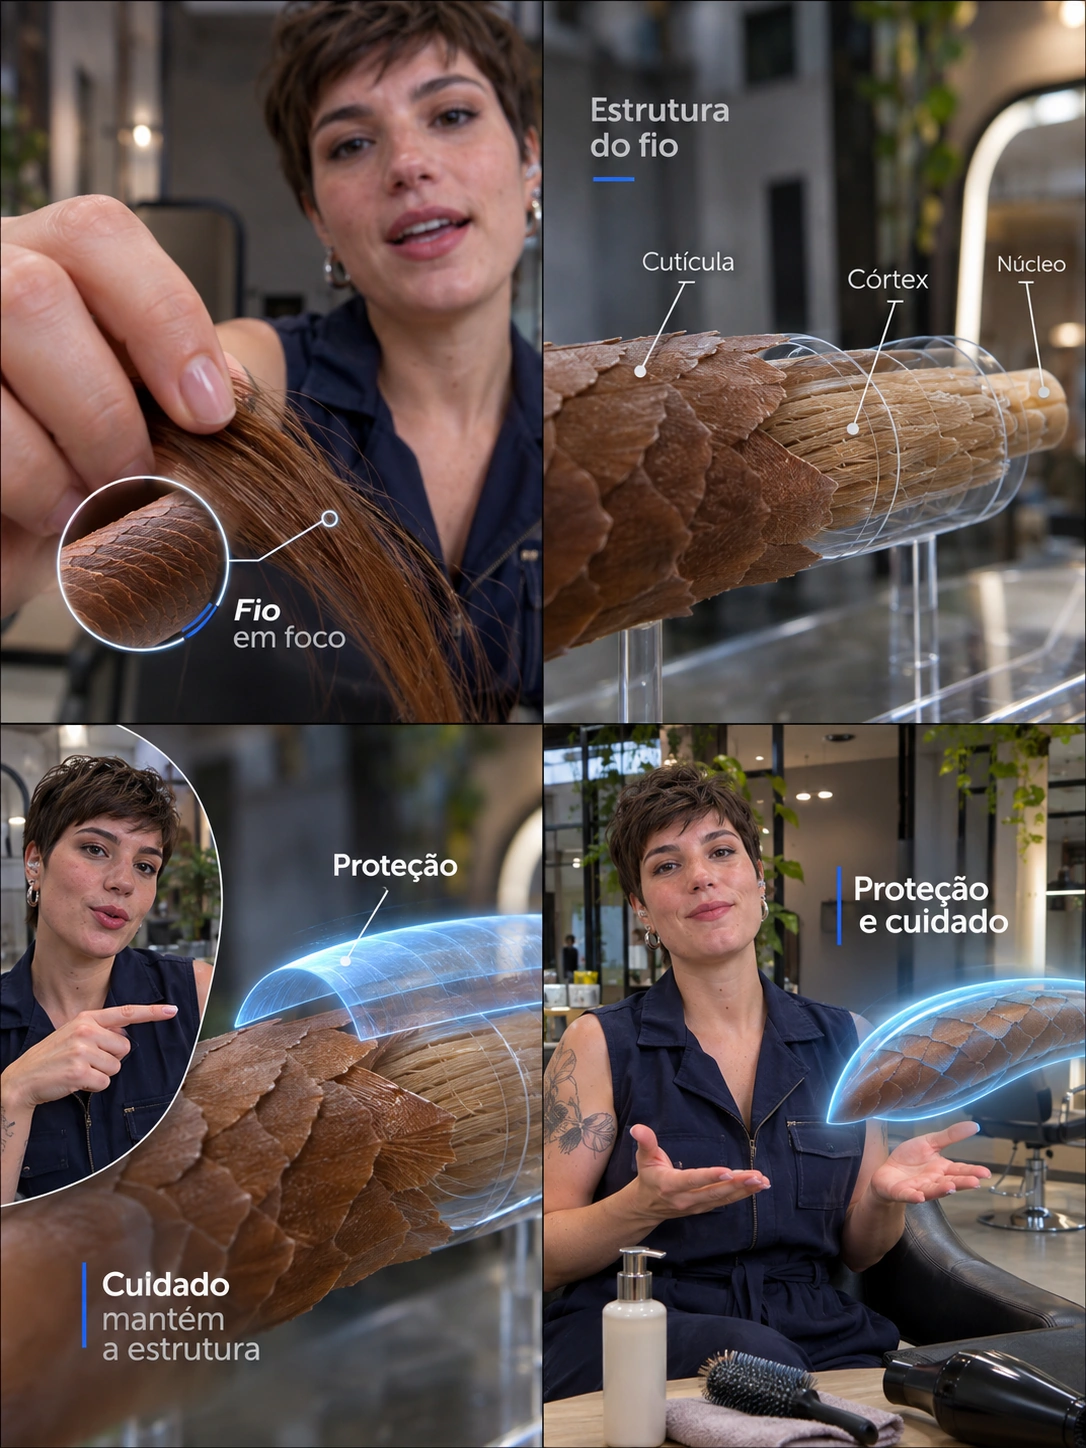 Fio
em foco
Estrutura
do fio
Cutícula
Córtex
Núcleo
Proteção
Cuidado
mantém
a estrutura
Proteção
e cuidado